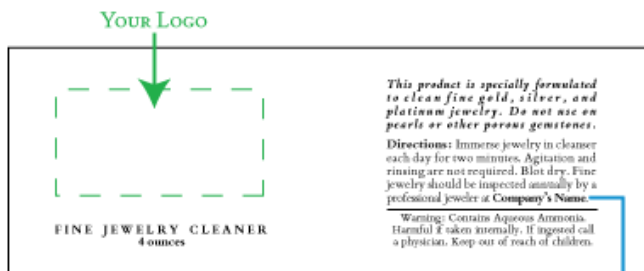 Your Logo
FINE JEWELRY CLEANER
4 ounces
This product is specially formulated
to clean fine gold, silver, and
platinum jewelry. Do not use on
pearls or other porous gemstones.
Directions: Immerse jewelry in cleanser
each day for two minutes. Agitation and
rinsing are not required. Blot dry. Fine
jewelry should be inspected annually by a
professional jeweler at Company's Name.
Warning: Contains Aqueous Ammonia.
Harmful if taken internally. If ingested call
a physician. Keep out of reach of children.